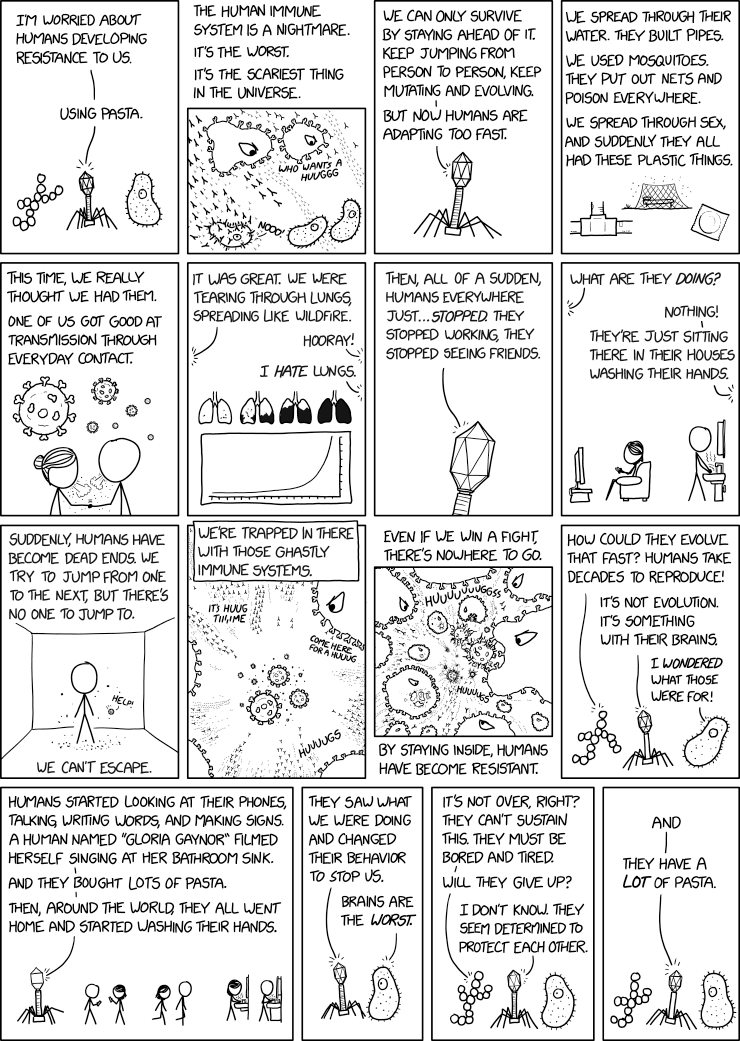 I'M WORRIED ABOUT
HUMANS DEVELOPING
RESISTANCE TO US.
USING PASTA.
THE HUMAN IMMUNE
SYSTEM IS A NIGHTMARE.
IT'S THE WORST.
IT'S THE SCARIEST THING
IN THE UNIVERSE.
WHO WANTS A
HUUGGG
NOOO!
WE CAN ONLY SURVIVE
BY STAYING AHEAD OF IT.
KEEP JUMPING FROM
PERSON TO PERSON, KEEP
MUTATING AND EVOLVING.
BUT NOW HUMANS ARE
ADAPTING TOO FAST.
WE SPREAD THROUGH THEIR
WATER. THEY BUILT PIPES.
WE USED MOSQUITOES.
THEY PUT OUT NETS AND
POISON EVERYWHERE.
WE SPREAD THROUGH SEX,
AND SUDDENLY THEY ALL
HAD THESE PLASTIC THINGS.
THIS TIME, WE REALLY
THOUGHT WE HAD THEM.
ONE OF US GOT GOOD AT
TRANSMISSION THROUGH
EVERYDAY CONTACT.
IT WAS GREAT. WE WERE
TEARING THROUGH LUNGS,
SPREADING LIKE WILDFIRE.
HOORAY!
I HATE LUNGS.
THEN, ALL OF A SUDDEN,
HUMANS EVERYWHERE
JUST...STOPPED. THEY
STOPPED WORKING, THEY
STOPPED SEEING FRIENDS.
WHAT ARE THEY DOING?
NOTHING!
THEY'RE JUST SITTING
THERE IN THEIR HOUSES
WASHING THEIR HANDS.
SUDDENLY, HUMANS HAVE
BECOME DEAD ENDS. WE
TRY TO JUMP FROM ONE
TO THE NEXT, BUT THERE'S
NO ONE TO JUMP TO.
HELP!
WE CAN'T ESCAPE.
WE'RE TRAPPED IN THERE
WITH THOSE GHASTLY
IMMUNE SYSTEMS.
IT'S HUUG
TIIIIME
COME HERE
FOR A HUUUG
HUUUUGS
EVEN IF WE WIN A FIGHT,
THERE'S NOWHERE TO GO.
HUUUUUUGGSS
HUUUUGS
BY STAYING INSIDE, HUMANS
HAVE BECOME RESISTANT.
HOW COULD THEY EVOLVE
THAT FAST? HUMANS TAKE
DECADES TO REPRODUCE!
IT'S NOT EVOLUTION.
IT'S SOMETHING
WITH THEIR BRAINS.
I WONDERED
WHAT THOSE
WERE FOR!
HUMANS STARTED LOOKING AT THEIR PHONES,
TALKING, WRITING WORDS, AND MAKING SIGNS.
A HUMAN NAMED "GLORIA GAYNOR" FILMED
HERSELF SINGING AT HER BATHROOM SINK.
AND THEY BOUGHT LOTS OF PASTA.
THEN, AROUND THE WORLD, THEY ALL WENT
HOME AND STARTED WASHING THEIR HANDS.
THEY SAW WHAT
WE WERE DOING
AND CHANGED
THEIR BEHAVIOR
TO STOP US.
BRAINS ARE
THE WORST.
IT'S NOT OVER, RIGHT?
THEY CAN'T SUSTAIN
THIS. THEY MUST BE
BORED AND TIRED.
WILL THEY GIVE UP?
I DON'T KNOW. THEY
SEEM DETERMINED TO
PROTECT EACH OTHER.
AND
THEY HAVE A
LOT OF PASTA.